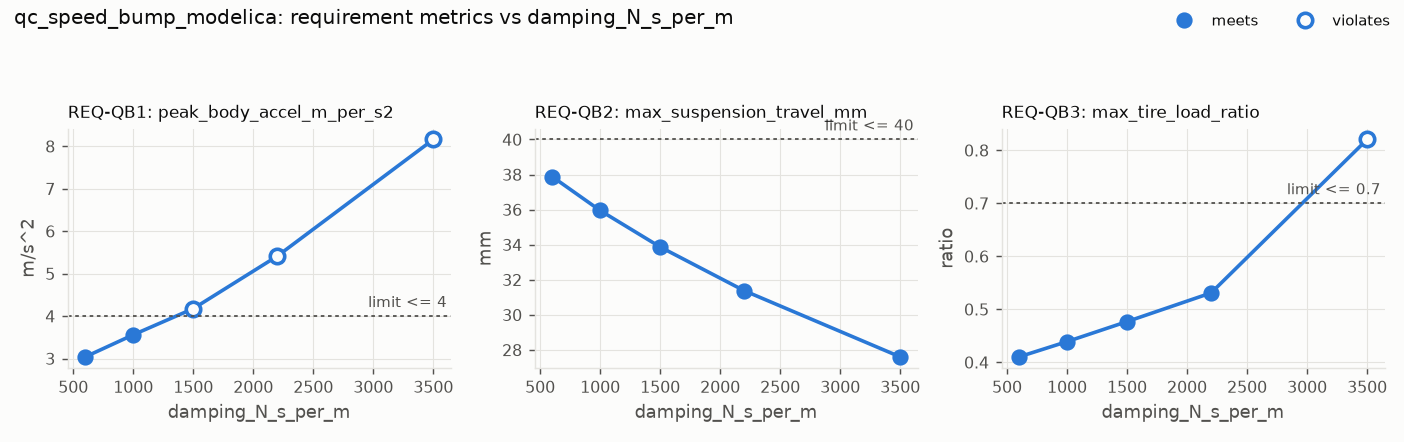 qc_speed_bump_modelica: requirement metrics vs damping_N_s_per_m
meets
violates
REQ-QB1: peak_body_accel_m_per_s2
8
7
6
5
4
3
m/s^2
limit <= 4
500 1000 1500 2000 2500 3000 3500
damping_N_s_per_m
REQ-QB2: max_suspension_travel_mm
limit <= 40
40
38
36
34
32
30
28
mm
500 1000 1500 2000 2500 3000 3500
damping_N_s_per_m
REQ-QB3: max_tire_load_ratio
0.8
0.7
0.6
0.5
0.4
ratio
limit <= 0.7
500 1000 1500 2000 2500 3000 3500
damping_N_s_per_m